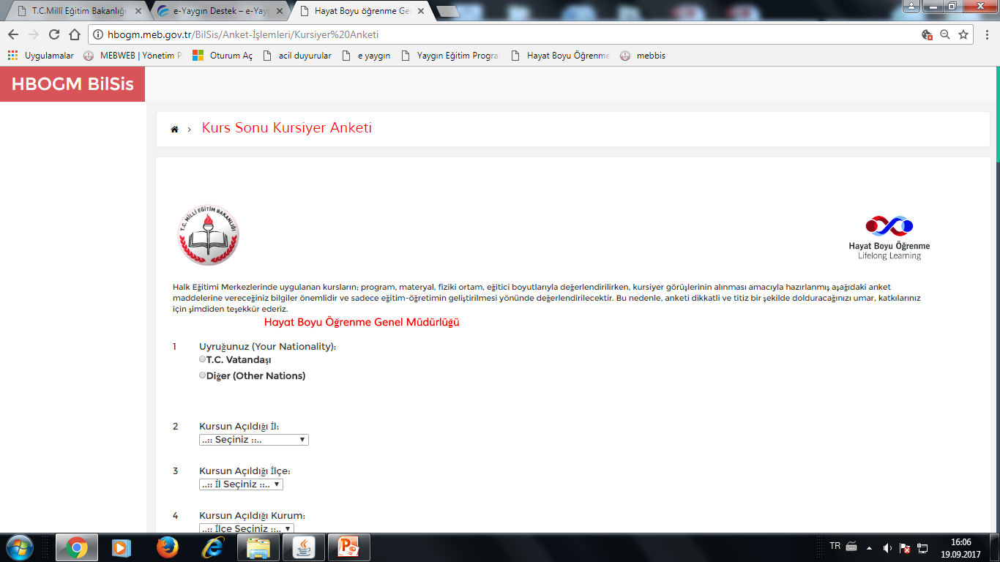 T.C.Millî Eğitim Bakanlığı
e-Yaygın Destek – e-Yayg
Hayat Boyu öğrenme Ge
hbogm.meb.gov.tr/BilSis/Anket-İşlemleri/Kursiyer%20Anketi
Uygulamalar
MEBWEB | Yönetim P
Oturum Aç
acil duyurular
e yaygın
Yaygın Eğitim Progra
Hayat Boyu Öğrenme
mebbis
HBOGM BilSis
Kurs Sonu Kursiyer Anketi
T.C. MİLLİ EĞİTİM BAKANLIĞI
Hayat Boyu Öğrenme
Lifelong Learning
Halk Eğitimi Merkezlerinde uygulanan kursların; program, materyal, fiziki ortam, eğitici boyutlarıyla değerlendirilirken, kursiyer görüşlerinin alınması amacıyla hazırlanmış aşağıdaki anket
maddelerine vereceğiniz bilgiler önemlidir ve sadece eğitim-öğretimin geliştirilmesi yönünde değerlendirilecektir. Bu nedenle, anketi dikkatli ve titiz bir şekilde dolduracağınızı umar, katkılarınız
için şimdiden teşekkür ederiz.
Hayat Boyu Öğrenme Genel Müdürlüğü
1 Uyruğunuz (Your Nationality):
T.C. Vatandaşı
Diğer (Other Nations)
2 Kursun Açıldığı İl:
..:: Seçiniz ::..
3 Kursun Açıldığı İlçe:
..:: İl Seçiniz ::..
4 Kursun Açıldığı Kurum:
..:: İlçe Seçiniz ::..
TR
16:06
19.09.2017